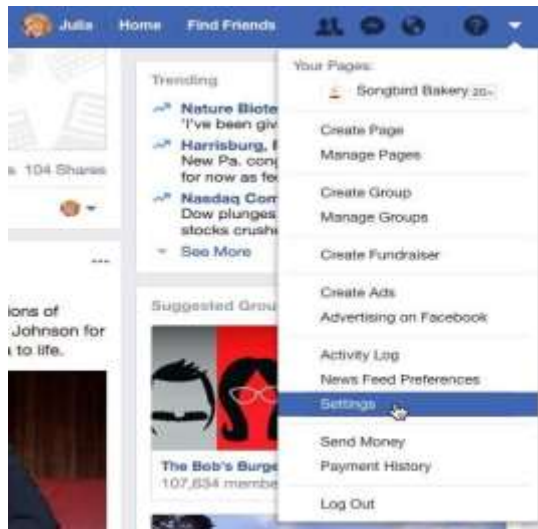 Julia Home Find Friends
Your Pages:
Songbird Bakery 20+
Create Page
Manage Pages
Create Group
Manage Groups
Create Fundraiser
Create Ads
Advertising on Facebook
Activity Log
News Feed Preferences
Settings
Send Money
Payment History
Log Out
Trending
Nature Biote
'I've been giv
Harrisburg,
New Pa. cong
for now as fe
Nasdaq Com
Dow plunges
stocks crushe
See More
Suggested Grou
The Bob's Burge
107,634 membe
104 Shares
ions of
Johnson for
to life.